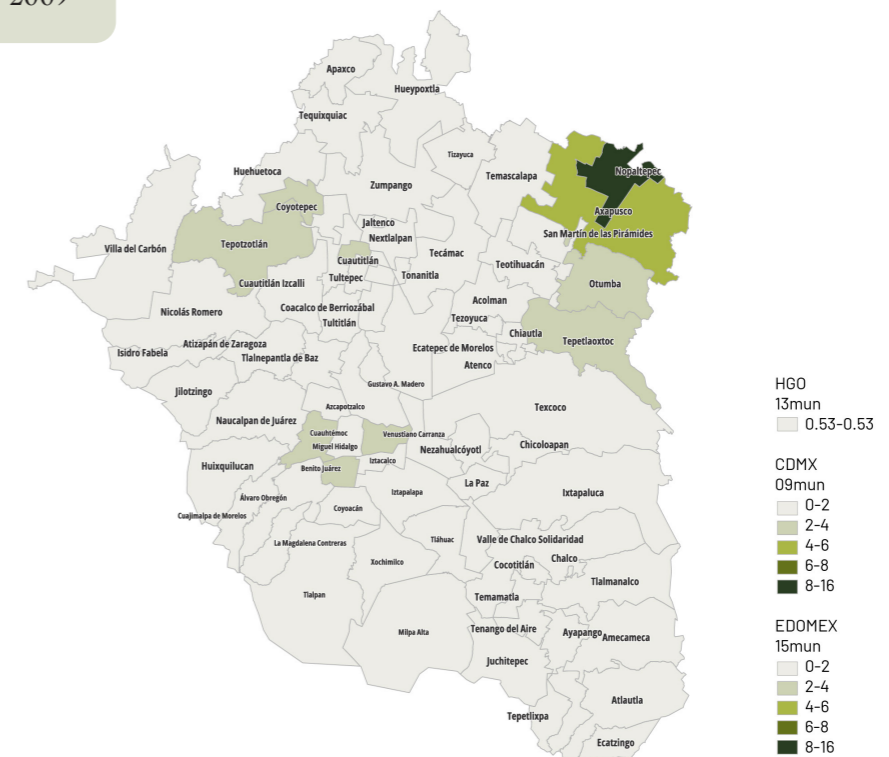 2009
Apaxco
Hueypoxtla
Tequixquiac
Tizayuca
Huehuetoca
Temascalapa
Nopaltepec
Zumpango
Coyotepec
Axapusco
Jaltenco
San Martín de las Pirámides
Nextlalpan
Tepotzotlán
Villa del Carbón
Tecámac
Cuautitlán
Teotihuacán
Tultepec
Tonanitla
Cuautitlán Izcalli
Otumba
Acolman
Nicolás Romero
Coacalco de Berriozábal
Tezoyuca
Tultitlán
Chiautla
Tepetlaoxtoc
Atizapán de Zaragoza
Ecatepec de Morelos
Isidro Fabela
Tlalnepantla de Baz
Atenco
Gustavo A. Madero
Jilotzingo
Azcapotzalco
Texcoco
Naucalpan de Juárez
Cuauhtémoc
Venustiano Carranza
Miguel Hidalgo
Chicoloapan
Nezahualcóyotl
Iztacalco
Huixquilucan
Benito Juárez
La Paz
Iztapalapa
Ixtapaluca
Álvaro Obregón
Coyoacán
Cuajimalpa de Morelos
Tláhuac
Valle de Chalco Solidaridad
La Magdalena Contreras
Chalco
Xochimilco
Cocotitlán
Tlalmanalco
Tlalpan
Temamatla
Milpa Alta
Tenango del Aire
Ayapango
Amecameca
Juchitepec
Atlautla
Tepetlixpa
Ecatzingo
HGO
13mun
0.53-0.53
CDMX
09mun
0-2
2-4
4-6
6-8
8-16
EDOMEX
15mun
0-2
2-4
4-6
6-8
8-16